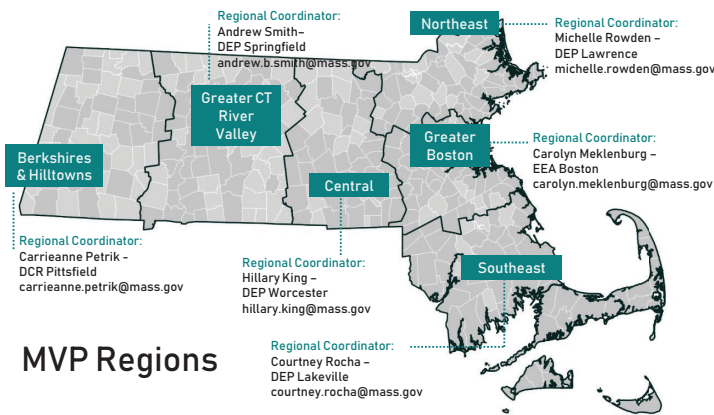 Regional Coordinator:
Andrew Smith–
DEP Springfield
andrew.b.smith@mass.gov
Northeast
Regional Coordinator:
Michelle Rowden –
DEP Lawrence
michelle.rowden@mass.gov
Greater CT
River
Valley
Greater
Boston
Regional Coordinator:
Carolyn Meklenburg –
EEA Boston
carolyn.meklenburg@mass.gov
Berkshires
& Hilltowns
Central
Regional Coordinator:
Carrieanne Petrik -
DCR Pittsfield
carrieanne.petrik@mass.gov
Regional Coordinator:
Hillary King –
DEP Worcester
hillary.king@mass.gov
Southeast
Regional Coordinator:
Courtney Rocha –
DEP Lakeville
courtney.rocha@mass.gov
MVP Regions